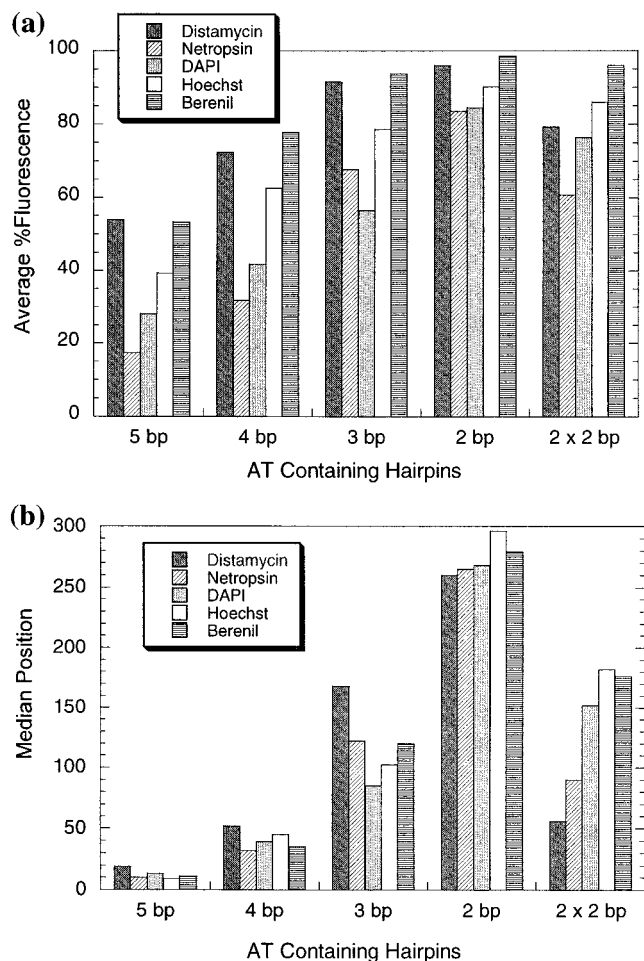 (a)
Distamycin
Netropsin
DAPI
Hoechst
Berenil
100
80
60
40
20
0
Average %Fluorescence
5 bp 4 bp 3 bp 2 bp 2 x 2 bp
AT Containing Hairpins
(b)
Distamycin
Netropsin
DAPI
Hoechst
Berenil
300
250
200
150
100
50
0
Median Position
5 bp 4 bp 3 bp 2 bp 2 x 2 bp
AT Containing Hairpins